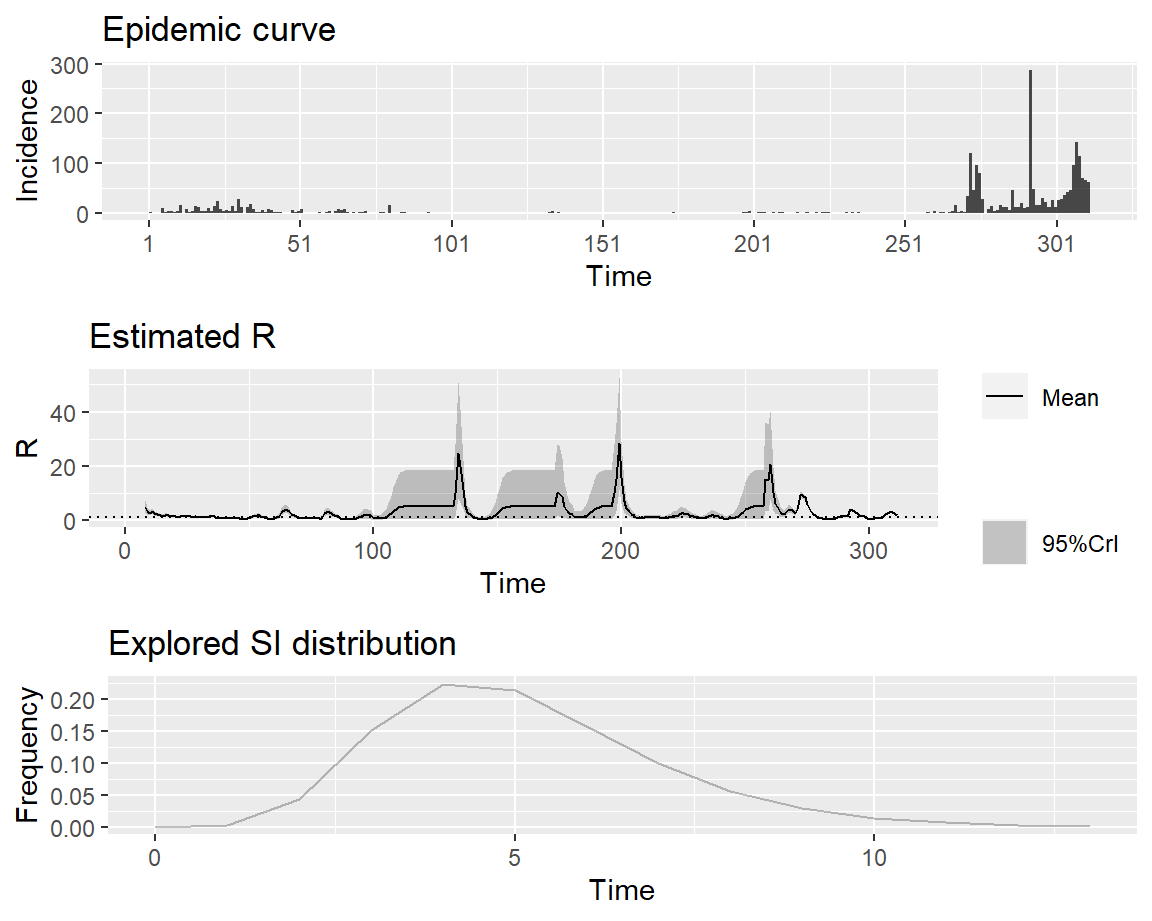 Epidemic curve
Incidence
300
200
100
0
1 51 101 151 201 251 301
Time
Estimated R
R
40
20
0
0 100 200 300
Time
Mean
95%CrI
Explored SI distribution
Frequency
0.20
0.15
0.10
0.05
0.00
0 5 10
Time